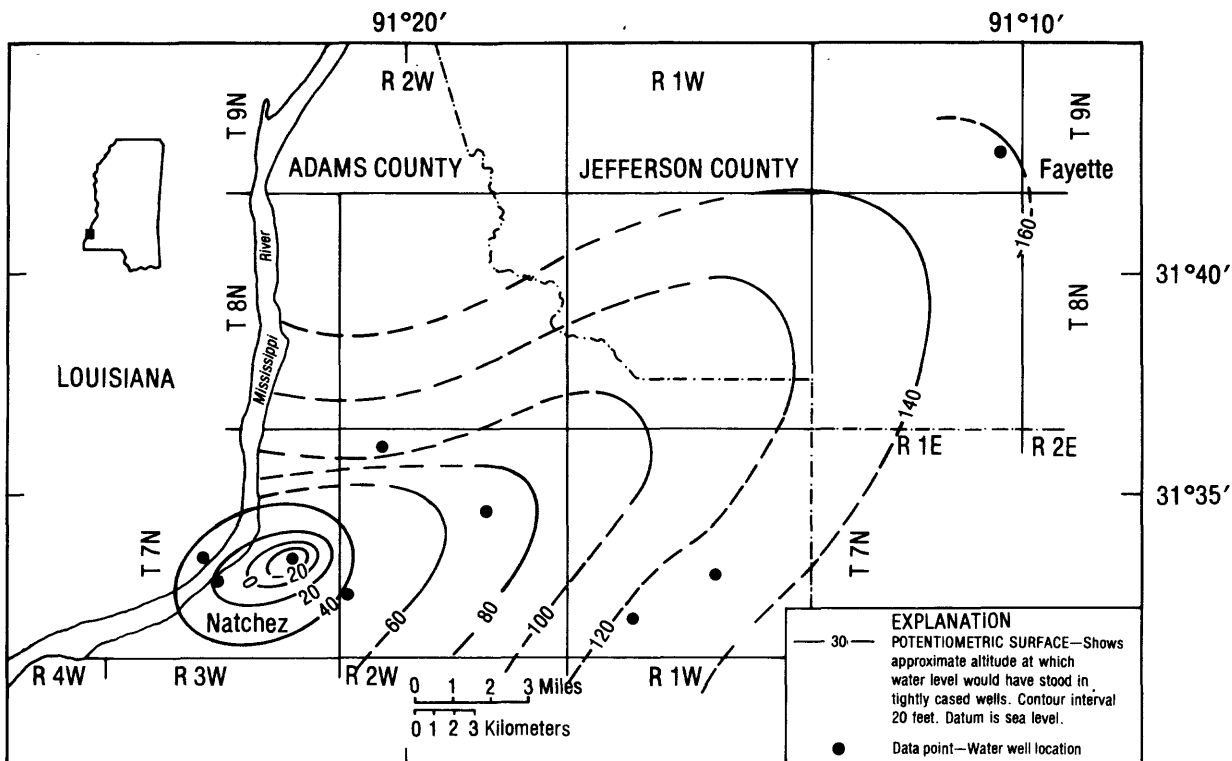 91°20′
91°10′
R 2W
R 1W
T 9N
T 9N
ADAMS COUNTY
JEFFERSON COUNTY
Fayette
160
River
31°40′
T 8N
T 8N
LOUISIANA
Mississippi
140
R 1E
R 2E
31°35′
T 7N
T 7N
0
-20
20
40
60
80
100
120
Natchez
R 4W
R 3W
R 2W
R 1W
0 1 2 3 Miles
0 1 2 3 Kilometers
EXPLANATION
30
POTENTIOMETRIC SURFACE—Shows
approximate altitude at which
water level would have stood in
tightly cased wells. Contour interval
20 feet. Datum is sea level.
Data point—Water well location